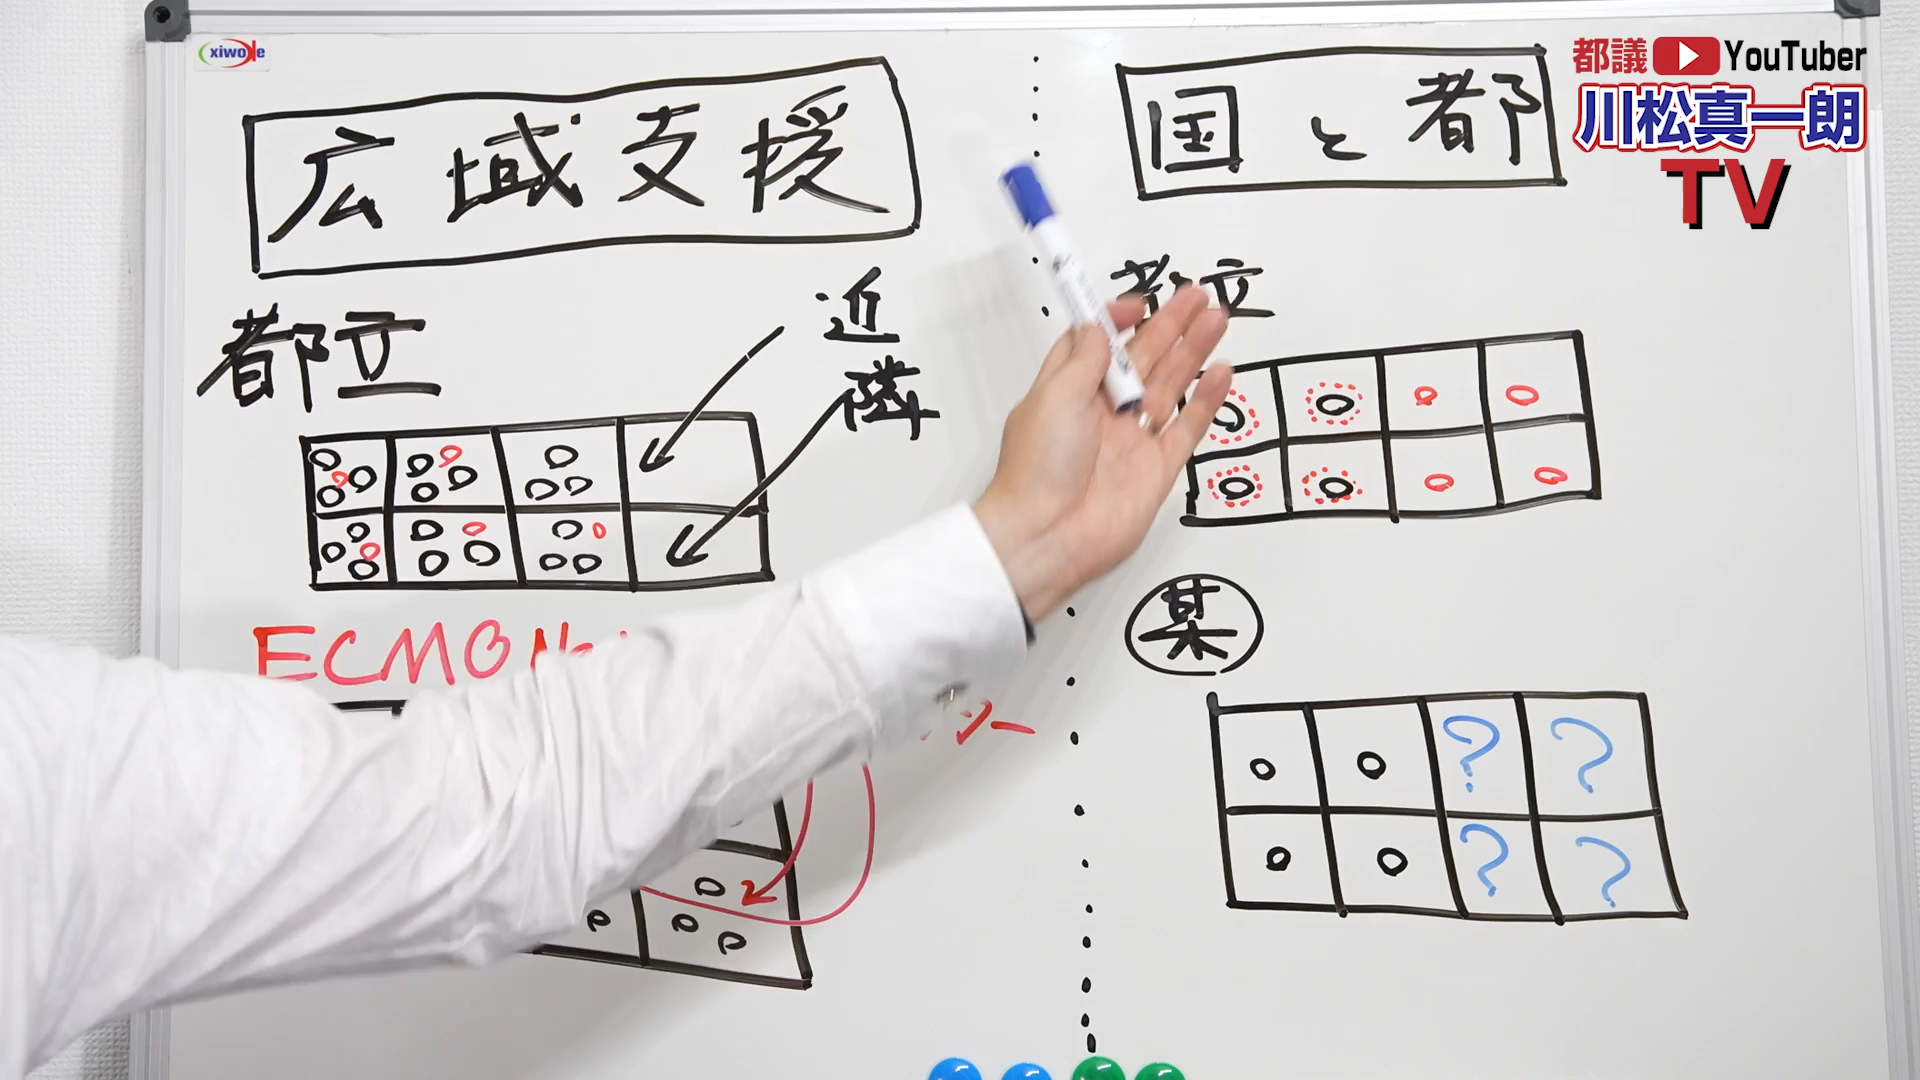 xiwode
広域支援
都立
近
隣
ECMO
国と都
都立
某
? ?
? ?
都議 YouTuber
川松真一朗
TV